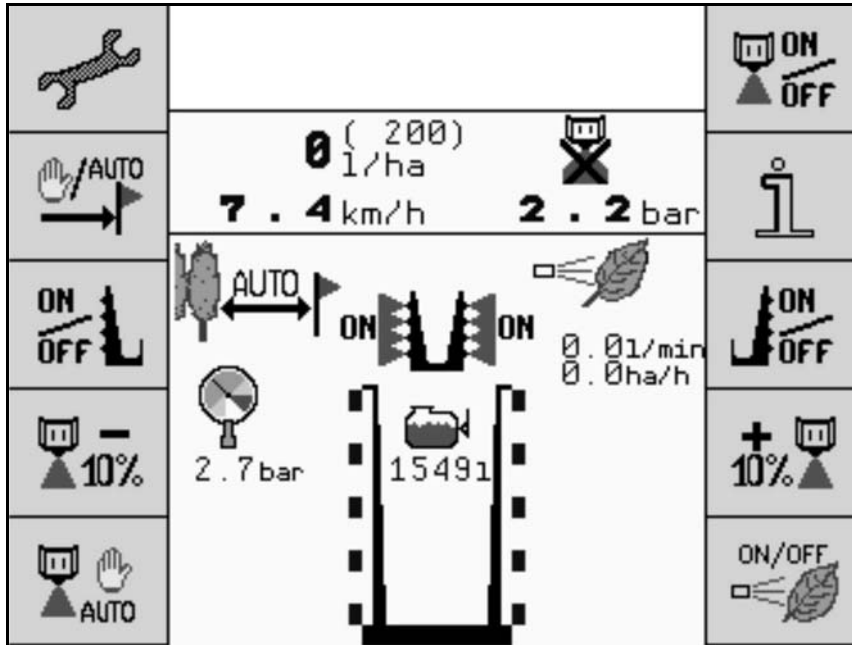 ON
OFF
0 ( 200)
l/ha
/AUTO
7.4 km/h 2.2 bar
AUTO
ON
OFF
ON ON
ON
OFF
0.0l/min
0.0ha/h
- 10%
2.7bar
1549l
+ 10%
AUTO
ON/OFF